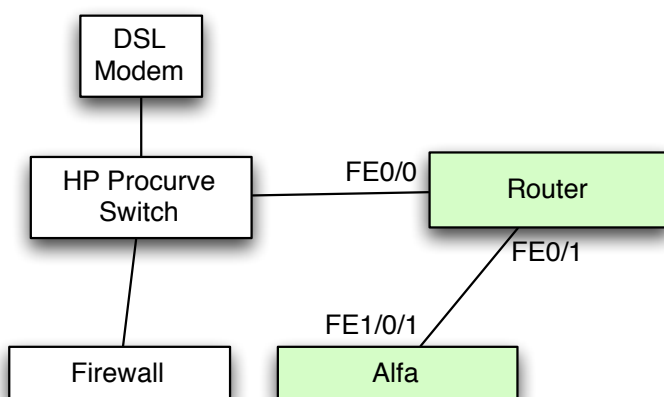 DSL
Modem
HP Procurve
Switch
FE0/0
Router
FE0/1
FE1/0/1
Firewall
Alfa